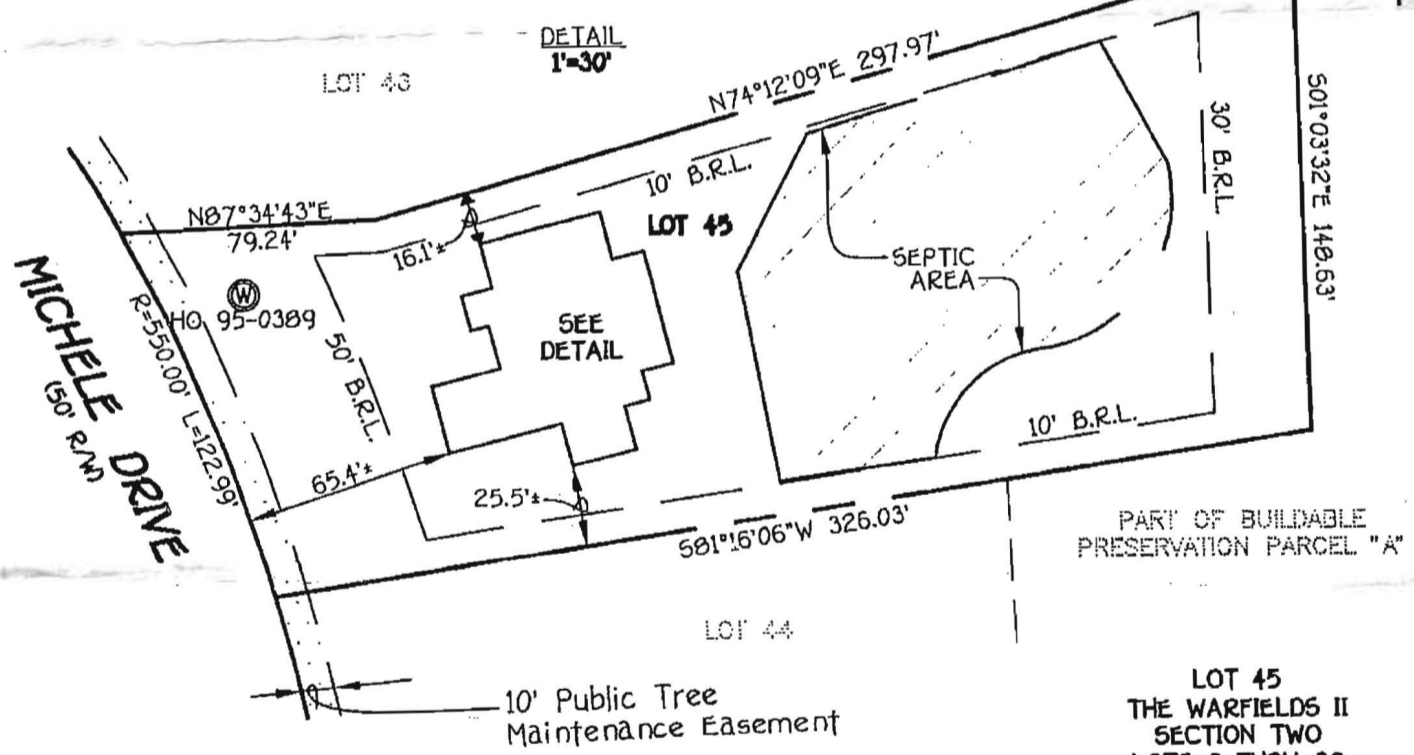 DETAIL
1"=30'
LOT 43
N74°12'09"E 297.97'
10' B.R.L.
LOT 45
30' B.R.L.
S01°03'32"E 148.63'
N87°34'43"E
79.24'
16.1'±
SEPTIC
AREA
W
HO 95-0389
SEE
DETAIL
MICHELE DRIVE
(50' R/W)
R=550.00' L=122.99'
50' B.R.L.
65.4'±
25.5'±
10' B.R.L.
S81°16'06"W 326.03'
PART OF BUILDABLE
PRESERVATION PARCEL "A"
LOT 44
10' Public Tree
Maintenance Easement
LOT 45
THE WARFIELDS II
SECTION TWO